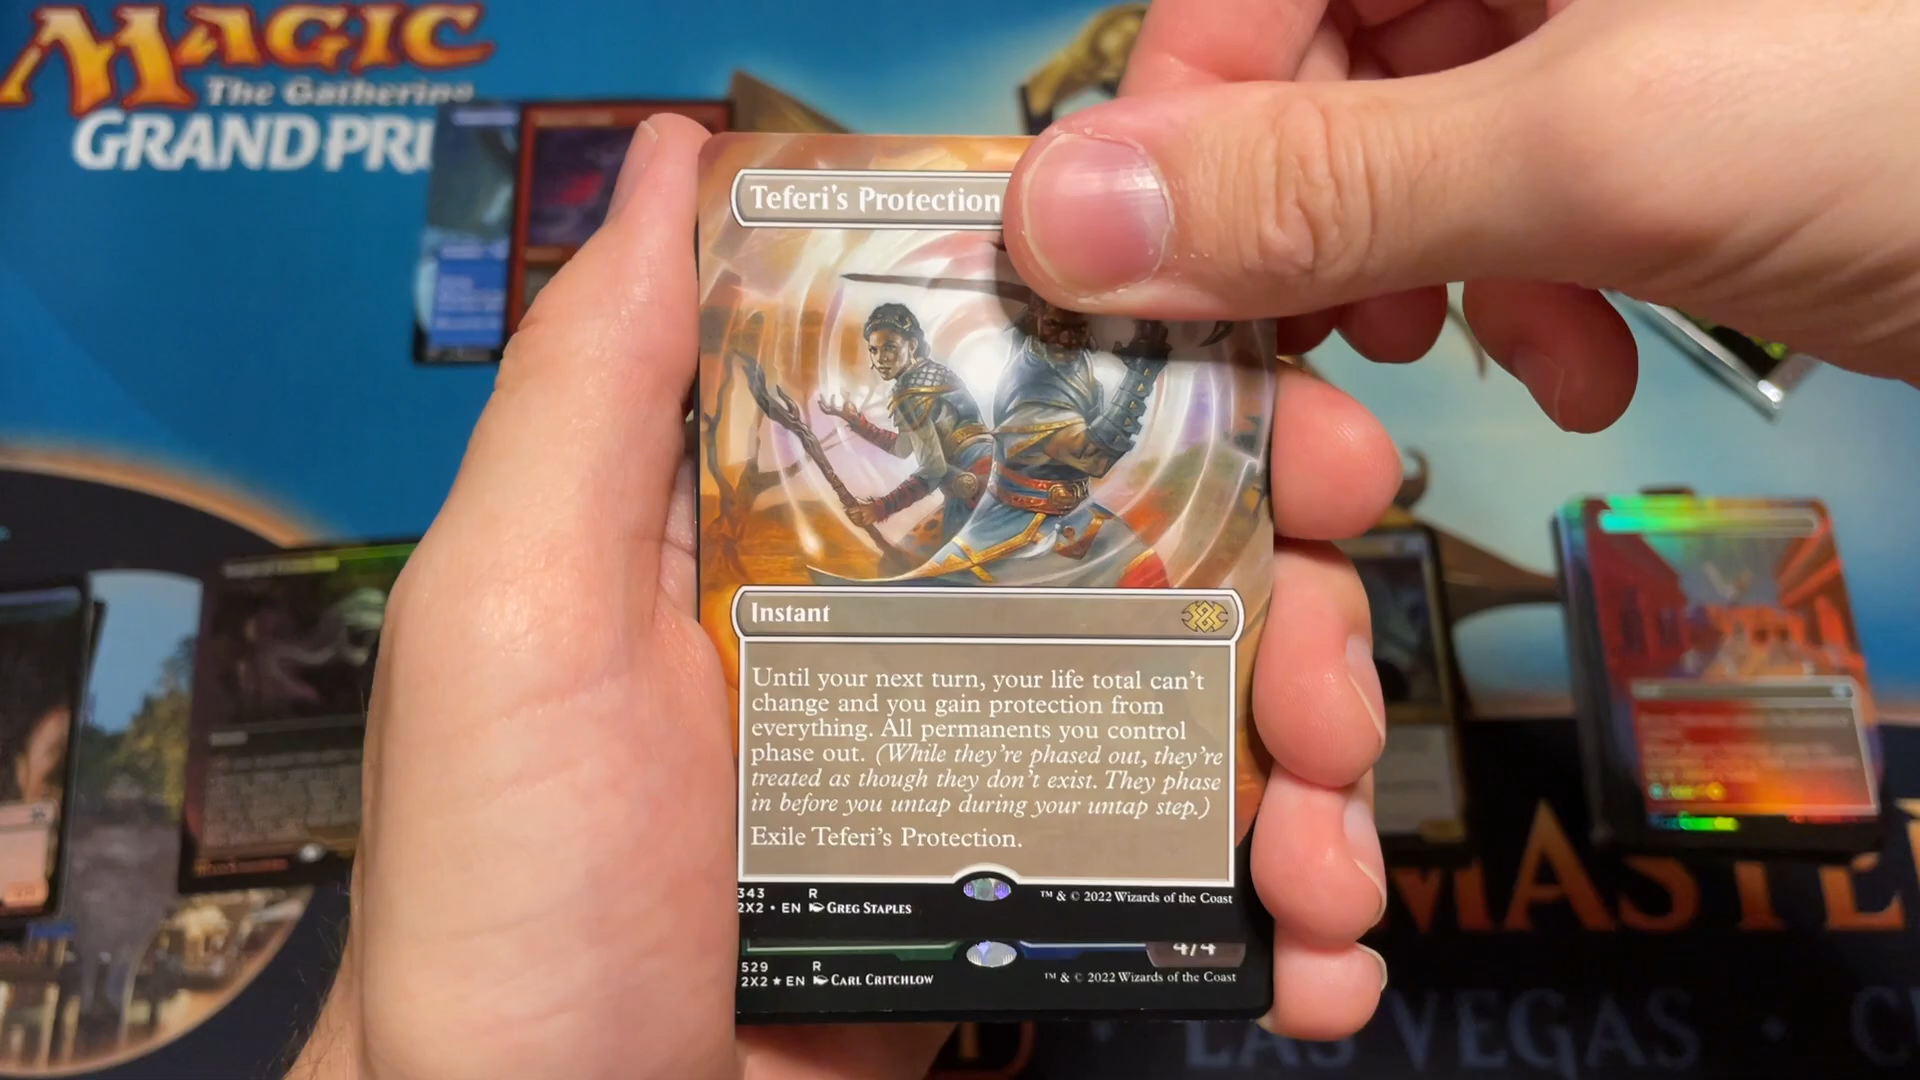 MAGIC
The Gathering
GRAND PRI
Teferi's Protection
Instant
Until your next turn, your life total can't
change and you gain protection from
everything. All permanents you control
phase out. (While they're phased out, they're
treated as though they don't exist. They phase
in before you untap during your untap step.)
Exile Teferi's Protection.
343 R
2X2 • EN GREG STAPLES
™ & © 2022 Wizards of the Coast
4/4
529 R
2X2 ★ EN CARL CRITCHLOW
™ & © 2022 Wizards of the Coast
MASTE
LAS VEGAS